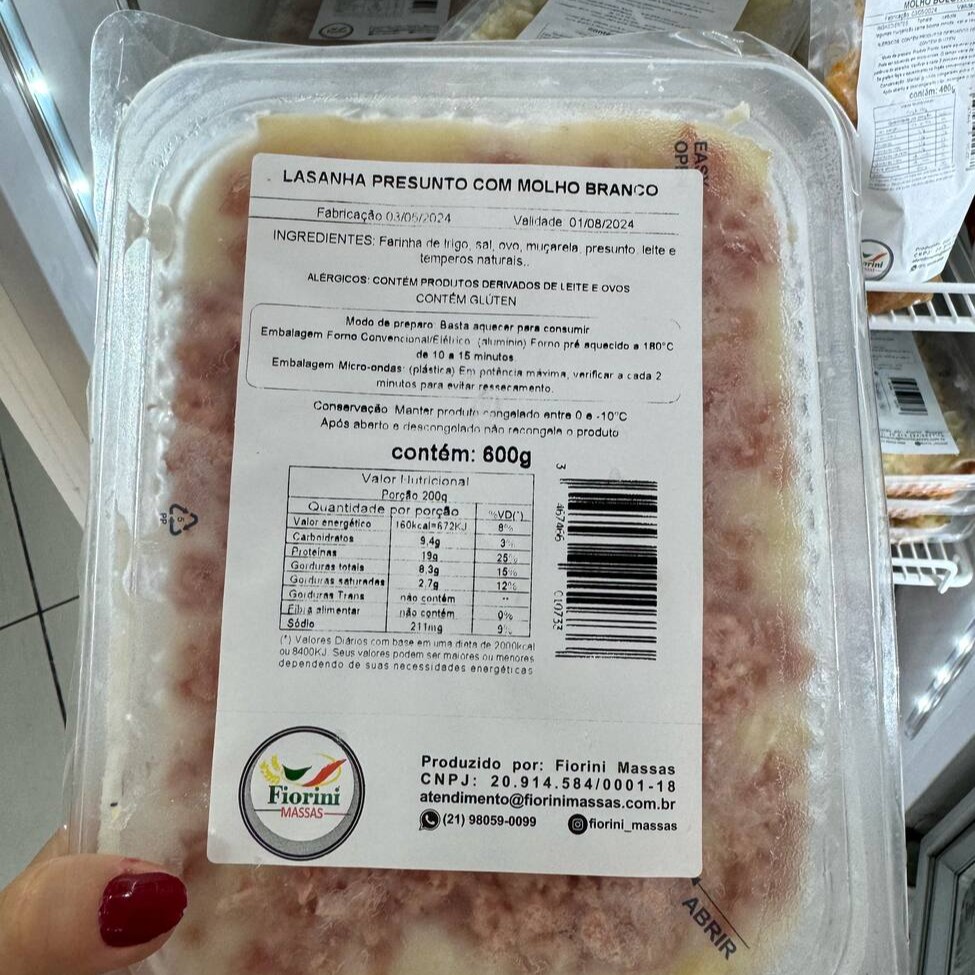 LASANHA PRESUNTO COM MOLHO BRANCO
Fabricação 03/05/2024 Validade 01/08/2024
INGREDIENTES: Farinha de trigo, sal, ovo, muçarela, presunto, leite e
temperos naturais..
ALÉRGICOS: CONTÉM PRODUTOS DERIVADOS DE LEITE E OVOS
CONTÉM GLÚTEN
Modo de preparo: Basta aquecer para consumir
Embalagem Forno Convencional/Elétrico (alumínio) Forno pré aquecido a 180°C
de 10 a 15 minutos
Embalagem Micro-ondas: (plástica) Em potência máxima, verificar a cada 2
minutos para evitar ressecamento.
Conservação Manter produto congelado entre 0 e -10°C
Após aberto e descongelado não recongele o produto
contém: 600g
Valor Nutricional
Porção 200g
Quantidade por porção %VD(*)
Valor energético 160kcal=672KJ 8%
Carboidratos 9,4g 3%
Proteínas 19g 25%
Gorduras totais 8,3g 15%
Gorduras saturadas 2,7g 12%
Gorduras Trans não contém --
Fibra alimentar não contém 0%
Sódio 211mg 9%
(*) Valores Diários com base em uma dieta de 2000kcal
ou 8400KJ. Seus valores podem ser maiores ou menores
dependendo de suas necessidades energéticas
Fiorini
MASSAS
Produzido por: Fiorini Massas
CNPJ: 20.914.584/0001-18
atendimento@fiorinimassas.com.br
(21) 98059-0099 fiorini_massas
ABRIR
PP
contém: 400g